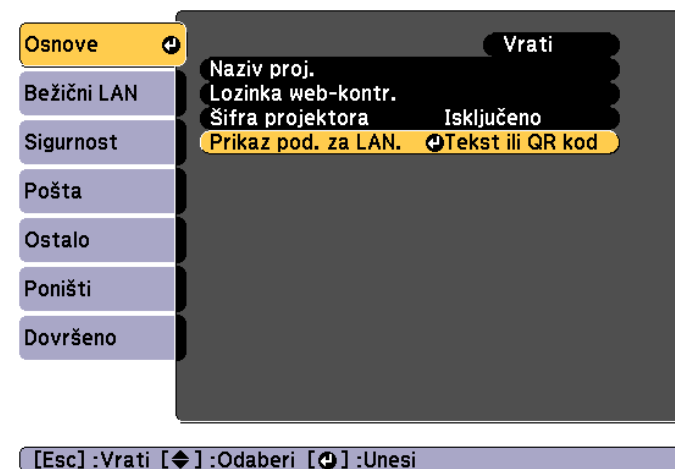 Osnove
Bežični LAN
Sigurnost
Pošta
Ostalo
Poništi
Dovršeno
Vrati
Naziv proj.
Lozinka web-kontr.
Šifra projektora Isključeno
Prikaz pod. za LAN. Tekst ili QR kod
[Esc] :Vrati [◆] :Odaberi [⏎] :Unesi